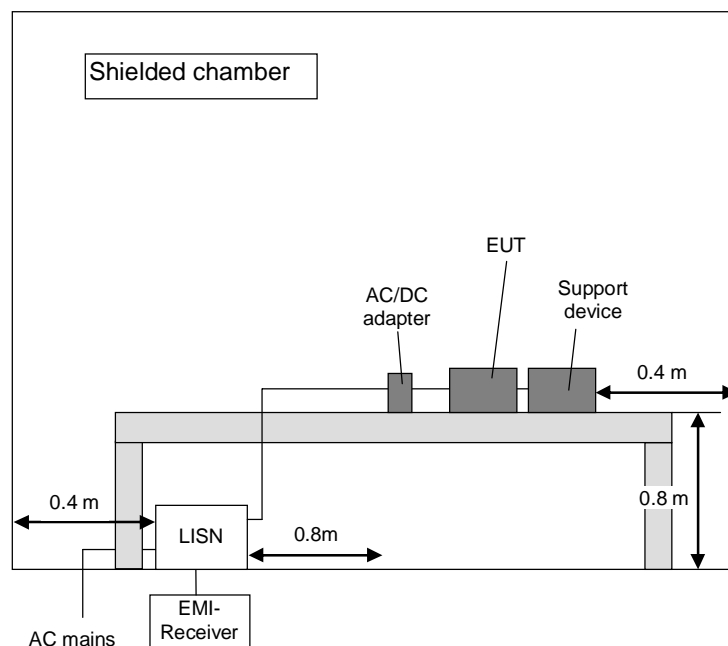 Shielded chamber
EUT
AC/DC
adapter
Support
device
0.4 m
0.4 m
0.8 m
LISN
0.8m
EMI-
Receiver
AC mains